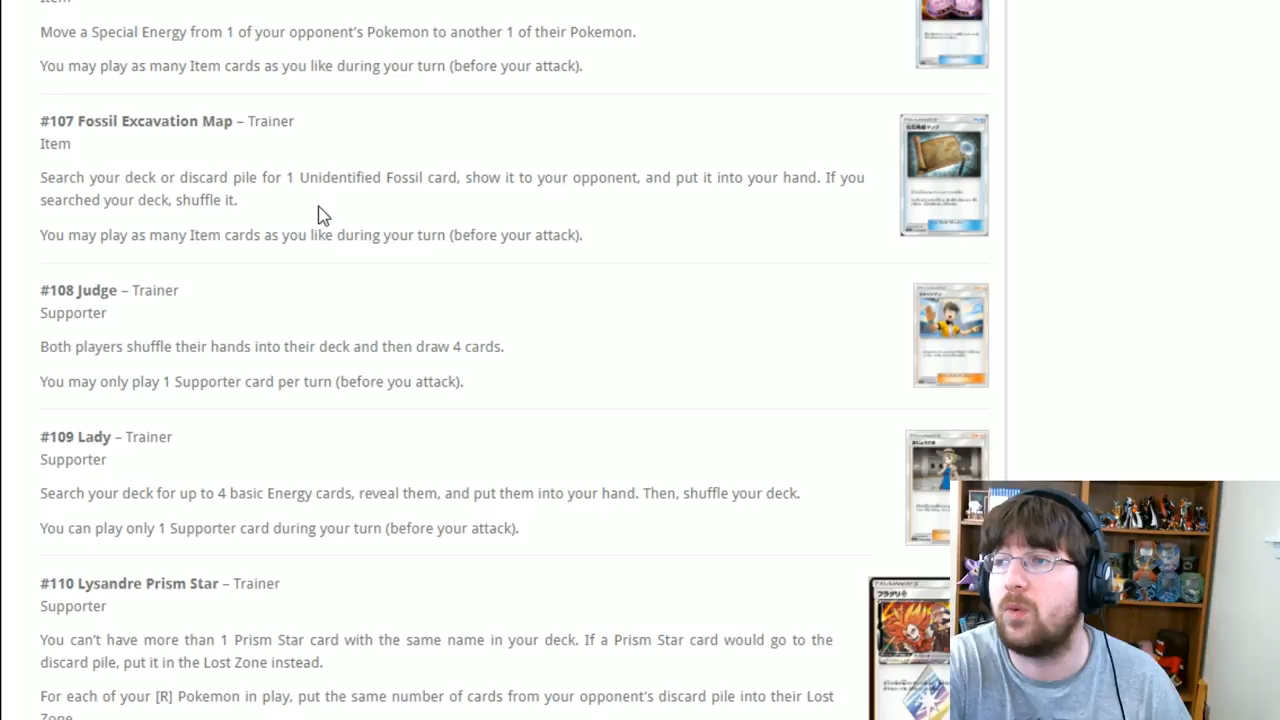 Item
Move a Special Energy from 1 of your opponent's Pokemon to another 1 of their Pokemon.
You may play as many Item cards as you like during your turn (before your attack).
#107 Fossil Excavation Map – Trainer
Item
Search your deck or discard pile for 1 Unidentified Fossil card, show it to your opponent, and put it into your hand. If you
searched your deck, shuffle it.
You may play as many Item cards as you like during your turn (before your attack).
#108 Judge – Trainer
Supporter
Both players shuffle their hands into their deck and then draw 4 cards.
You may only play 1 Supporter card per turn (before you attack).
#109 Lady – Trainer
Supporter
Search your deck for up to 4 basic Energy cards, reveal them, and put them into your hand. Then, shuffle your deck.
You can play only 1 Supporter card during your turn (before your attack).
#110 Lysandre Prism Star – Trainer
Supporter
フラダリ
You can't have more than 1 Prism Star card with the same name in your deck. If a Prism Star card would go to the
discard pile, put it in the Lost Zone instead.
For each of your [R] Pokemon in play, put the same number of cards from your opponent's discard pile into their Lost
Zone.